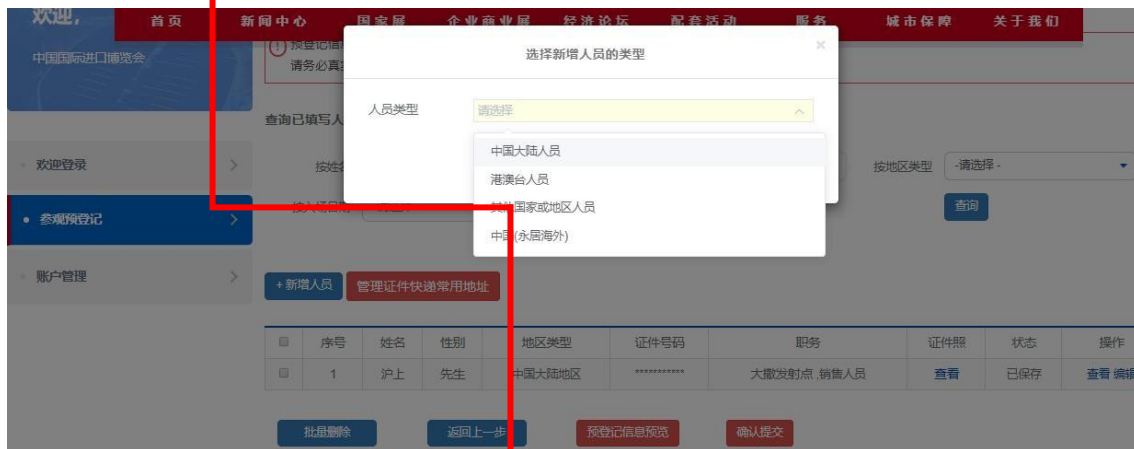 欢迎,
首页 新闻中心 国家展 企业商业展 经济论坛 配套活动 服务 城市保障 关于我们
中国国际进口博览会
预登记信
请务必真
选择新增人员的类型
×
人员类型 请选择
中国大陆人员
港澳台人员
其他国家或地区人员
中国(永居海外)
查询已填写人
按姓
按地区类型 -请选择-
查询
欢迎登录
参观预登记
账户管理
+新增人员 管理证件快递常用地址
序号 姓名 性别 地区类型 证件号码 职务 证件照 状态 操作
1 沪上 先生 中国大陆地区 *********** 大撒发射点,销售人员 查看 已保存 查看 编辑
批量删除 返回上一步 预登记信息预览 确认提交